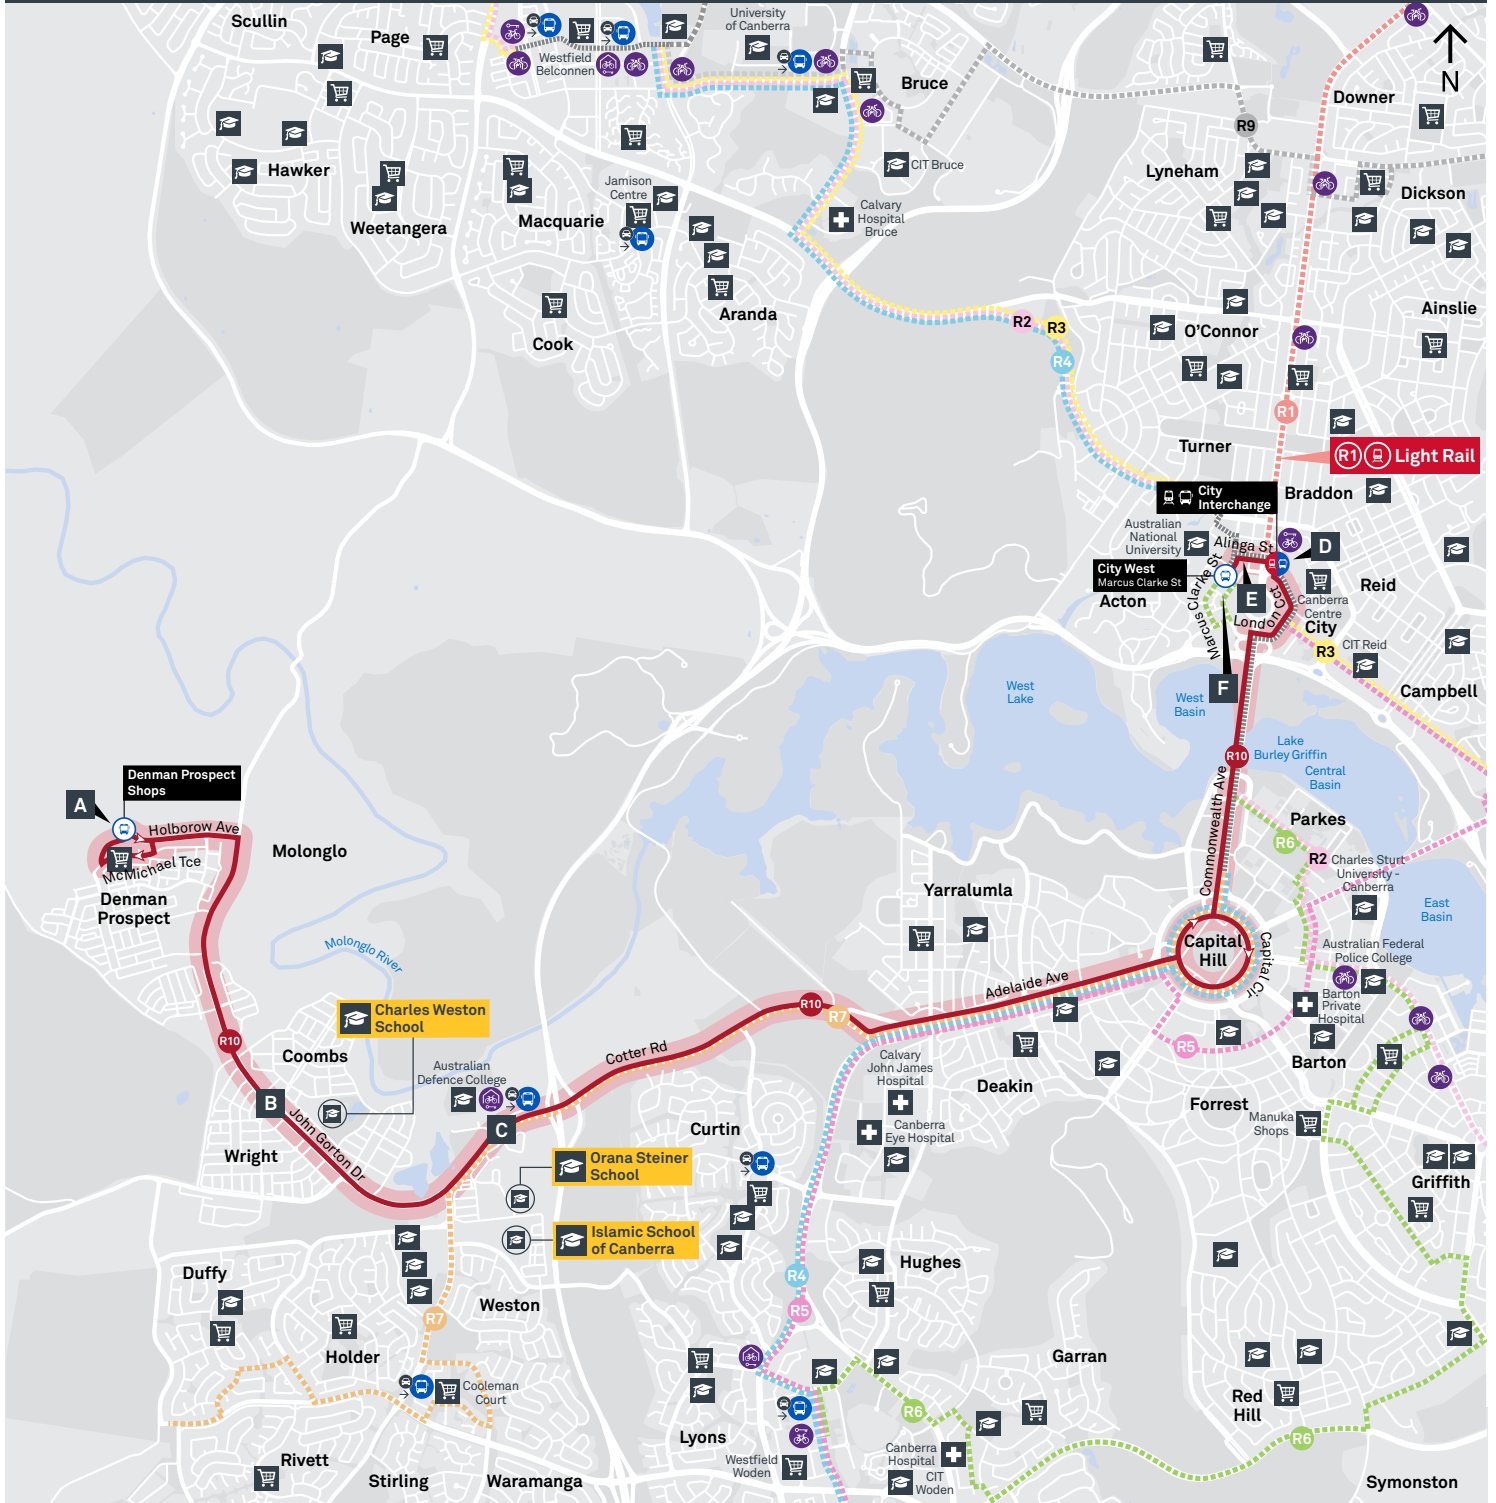 Scullin
Page
University
of Canberra
Westfield
Belconnen
Bruce
N
Downer
R9
Hawker
CIT Bruce
Lyneham
Jamison
Centre
Dickson
Weetangera
Macquarie
Calvary
Hospital
Bruce
Aranda
Cook
R2
R3
R4
O'Connor
Ainslie
R1
Turner
R1 Light Rail
City
Interchange
Braddon
Australian
National
University
Alinga St
D
City West
Marcus Clarke St
Acton
Marcus Clarke St
E
London Cct
Canberra
Centre
City
Reid
R3
CIT Reid
F
Campbell
West
Lake
West
Basin
Lake
Burley Griffin
Central
Basin
R10
Denman Prospect
Shops
A
Holborow Ave
McMichael Tce
Molonglo
Denman
Prospect
Commonwealth Ave
Parkes
R6
R2
Charles Sturt
University -
Canberra
East
Basin
Yarralumla
Molonglo River
Capital
Hill
Capital Cir
Australian Federal
Police College
Adelaide Ave
Barton
Private
Hospital
R10
R7
R5
Charles Weston
School
R10
Coombs
Cotter Rd
Australian
Defence College
Calvary
John James
Hospital
Deakin
Barton
B
John Gorton Dr
C
Curtin
Canberra
Eye Hospital
Forrest
Manuka
Shops
Wright
Orana Steiner
School
Griffith
Islamic School
of Canberra
Duffy
Hughes
R4
R5
Weston
R7
Holder
Garran
Cooleman
Court
Red
Hill
R6
R6
Lyons
Westfield
Woden
Canberra
Hospital
CIT
Woden
Rivett
Stirling
Waramanga
Symonston